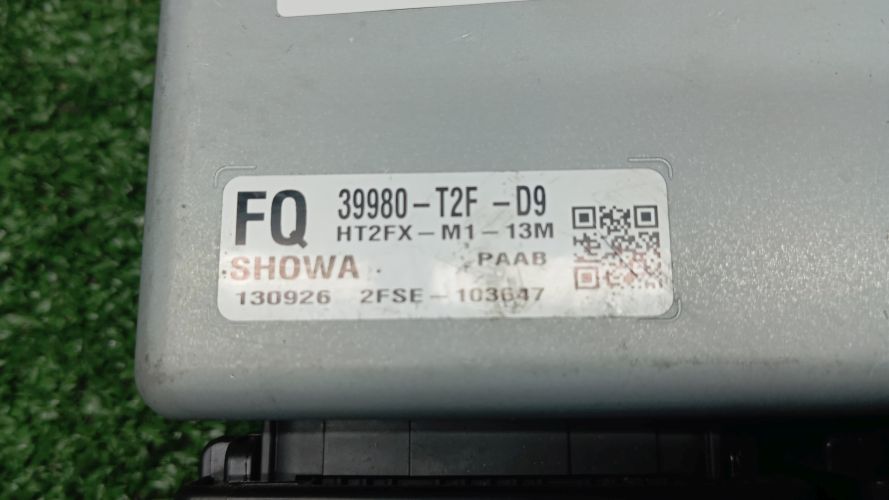 FQ 39980-T2F -D9
HT2FX-M1-13M
SHOWA PAAB
130926 2FSE-103647